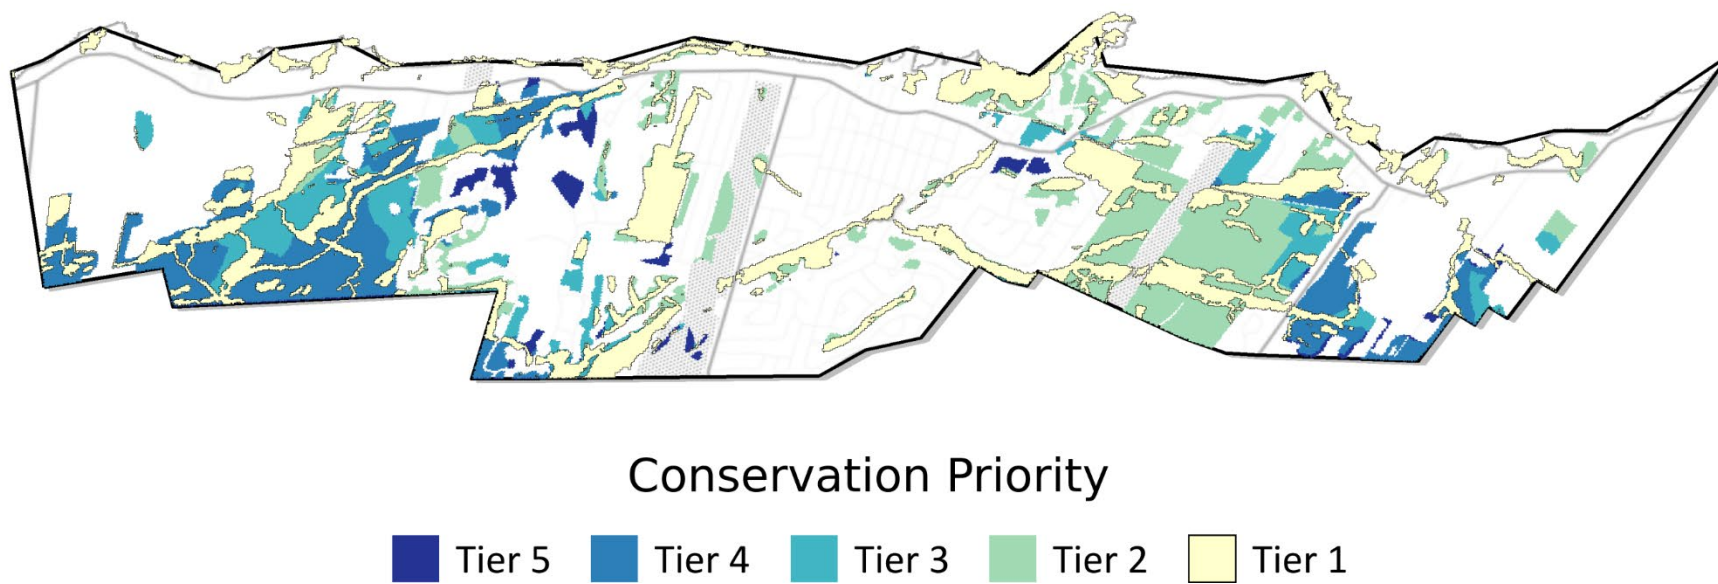 Conservation Priority
Tier 5 Tier 4 Tier 3 Tier 2 Tier 1